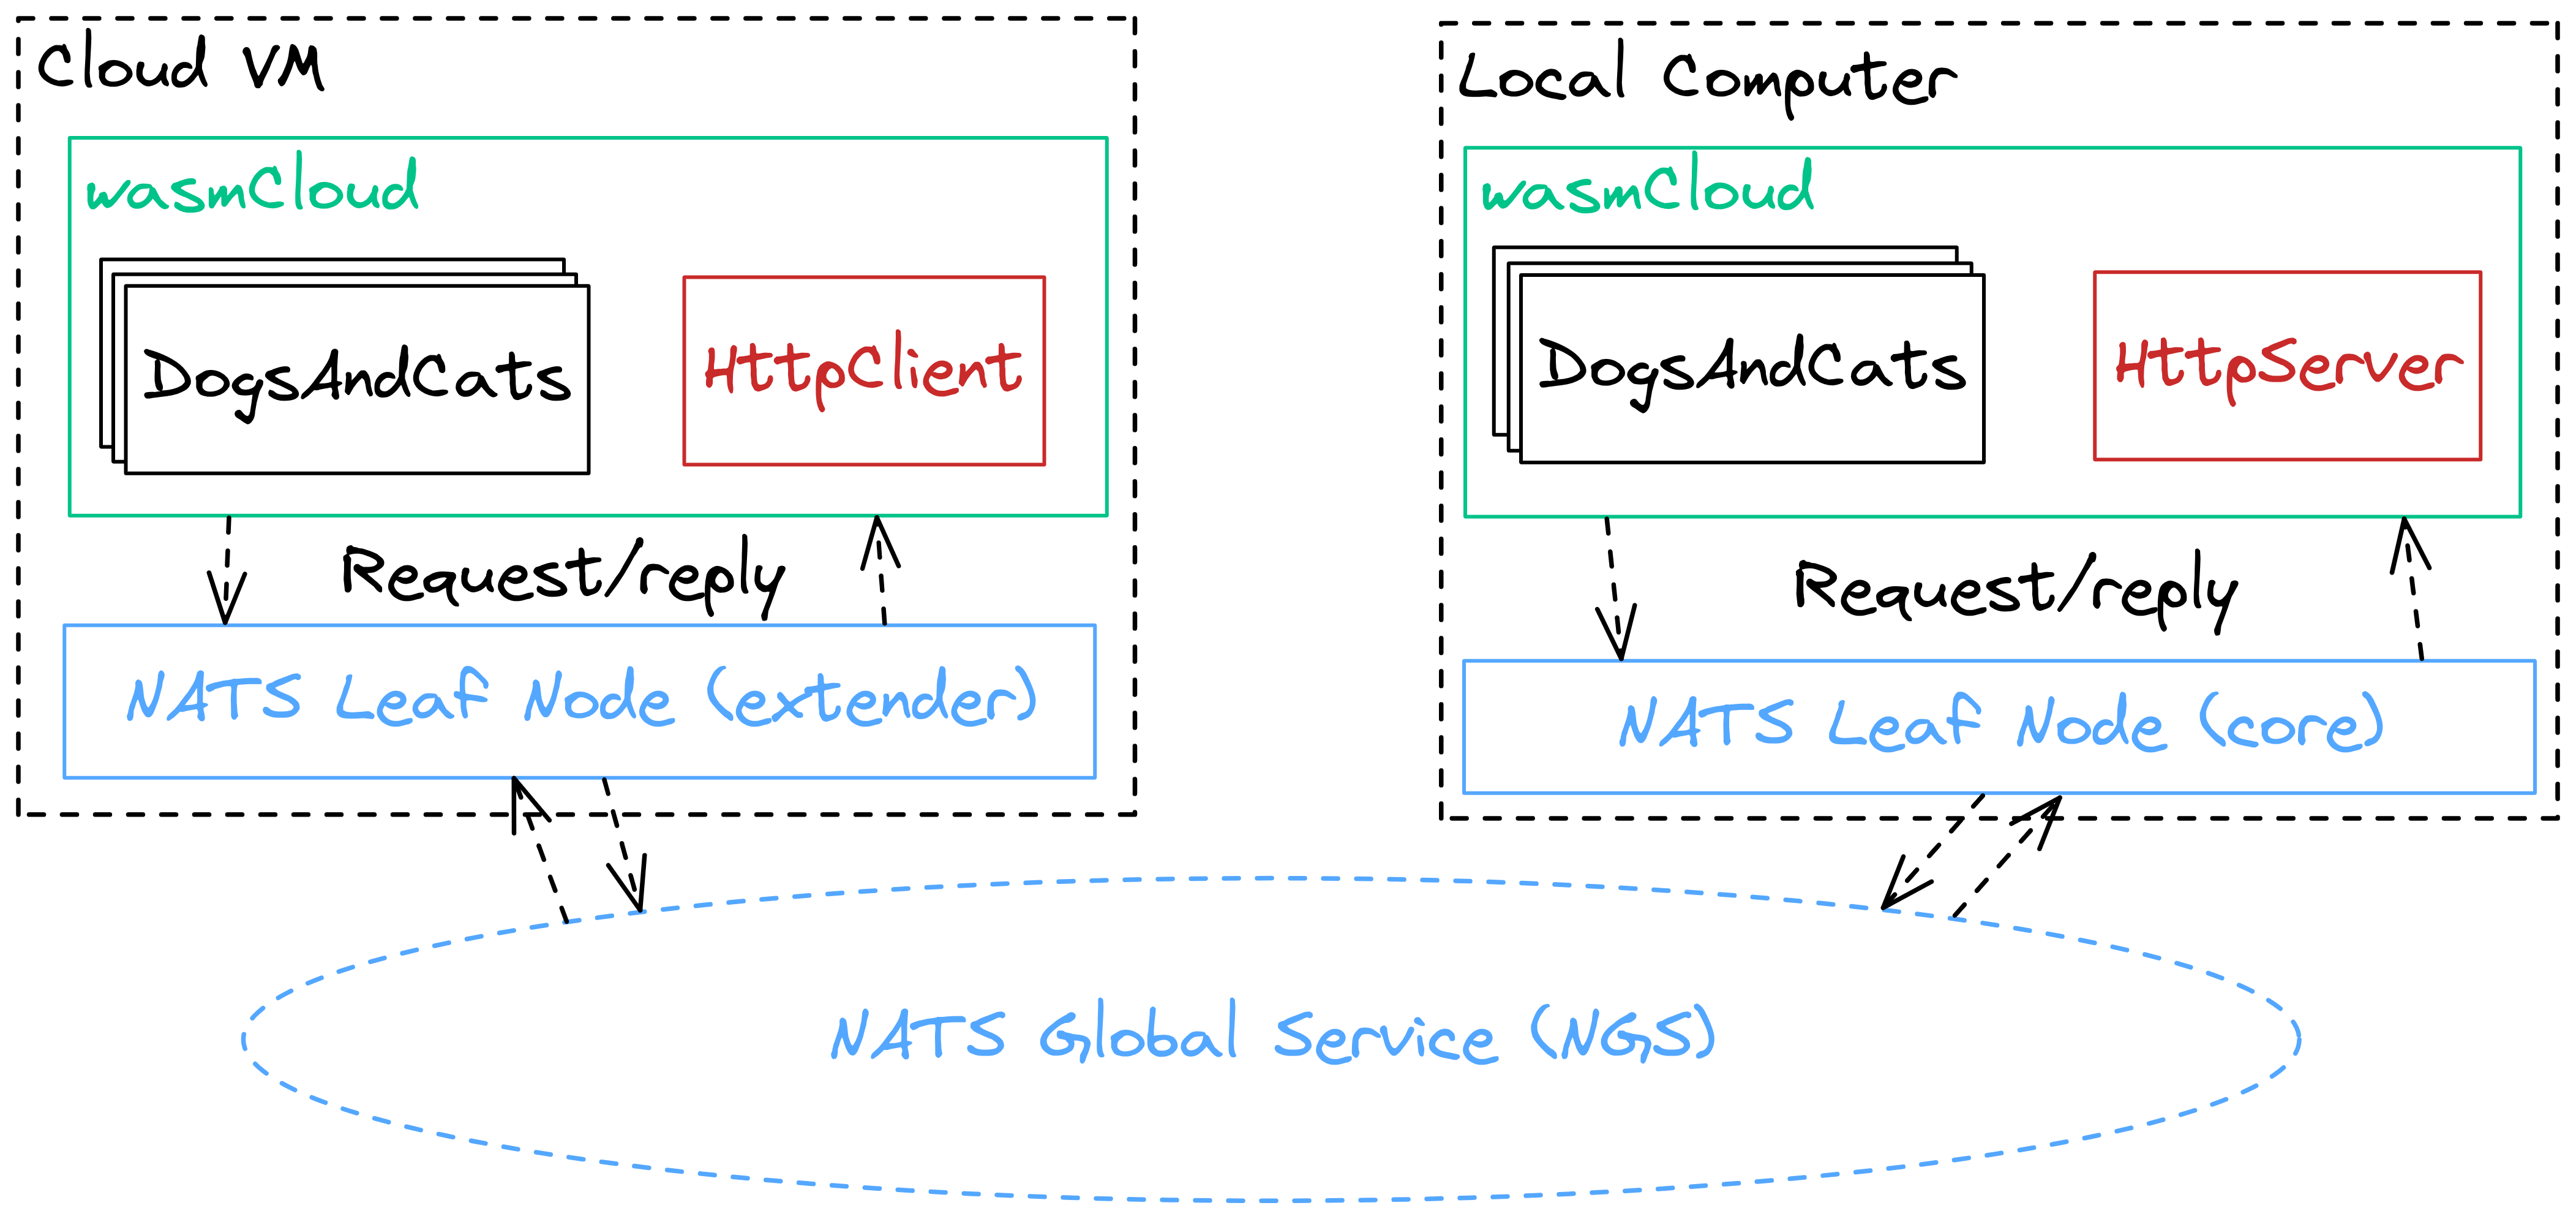 Cloud VM
wasmCloud
DogsAndCats
HttpClient
Request/reply
NATS Leaf Node (extender)
Local Computer
wasmCloud
DogsAndCats
HttpServer
Request/reply
NATS Leaf Node (core)
NATS Global Service (NGS)